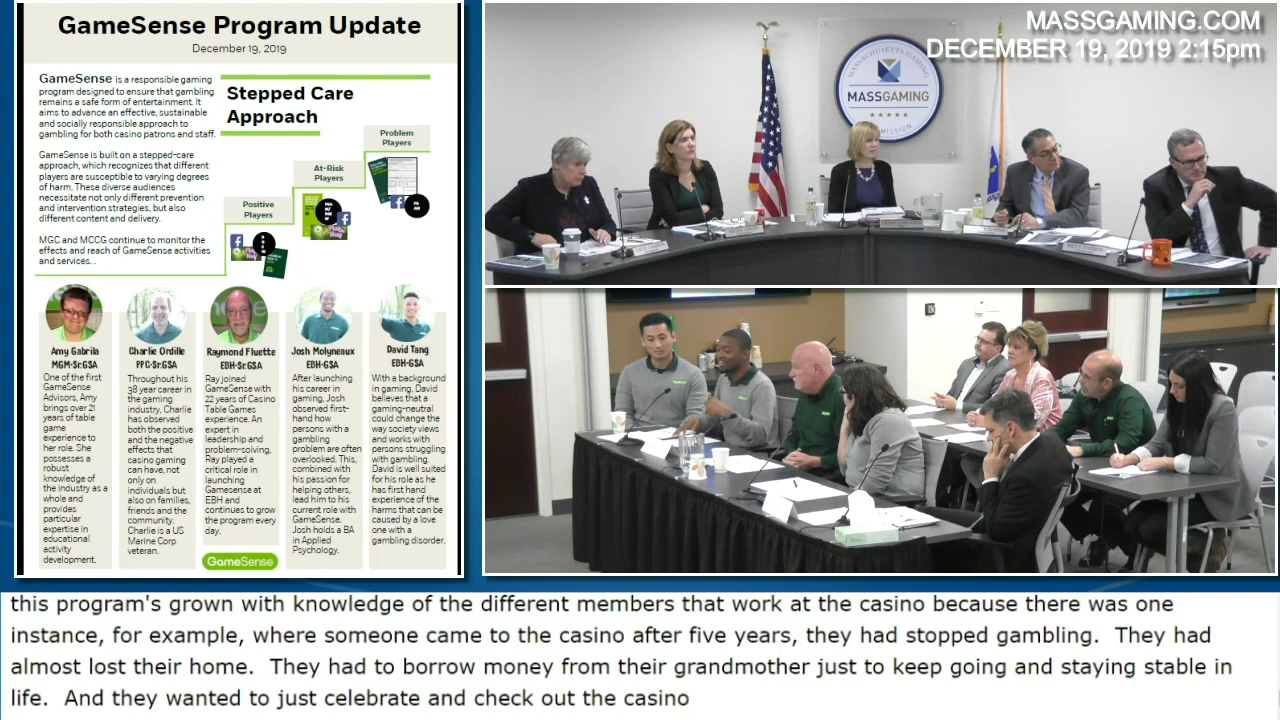 GameSense Program Update
December 19, 2019
GameSense is a responsible gaming
program designed to ensure that gambling
remains a safe form of entertainment. It
aims to advance an effective, sustainable
and socially responsible approach to
gambling for both casino patrons and staff.
GameSense is built on a stepped-care
approach, which recognizes that different
players are susceptible to varying degrees
of harm. These diverse audiences
necessitate not only different prevention
and intervention strategies, but also
different content and delivery.
MGC and MCCG continue to monitor the
effects and reach of GameSense activities
and services. .
Stepped Care
Approach
Positive
Players
At-Risk
Players
Problem
Players
Amy Gabrila
MGM-Sr.GSA
One of the first
GameSense
Advisors, Amy
brings over 21
years of table
game
experience to
her role. She
possesses a
robust
knowledge of
the industry as a
whole and
provides
particular
expertise in
educational
activity
development.
Charlie Ordille
PPC-Sr.GSA
Throughout his
38 year career in
the gaming
industry, Charlie
has observed
both the positive
and the negative
effects that
casino gaming
can have, not
only on
individuals but
also on families,
friends and the
community.
Charlie is a US
Marine Corp
veteran.
Raymond Fluette
EBH-Sr.GSA
Ray joined
GameSense with
22 years of Casino
Table Games
experience. An
expert in
leadership and
problem-solving,
Ray played a
critical role in
launching
Gamesense at
EBH and
continues to grow
the program every
day.
Josh Molyneaux
EBH-GSA
After launching
his career in
gaming, Josh
observed first-
hand how
persons with a
gambling
problem are often
overlooked. This,
combined with
his passion for
helping others,
lead him to his
current role with
GameSense.
Josh holds a BA
in Applied
Psychology.
David Tang
EBH-GSA
With a background
in gaming, David
believes that a
gaming-neutral
could change the
way society views
and works with
persons struggling
with gambling.
David is well suited
for his role as he
has first hand
experience of the
harms that can be
caused by a love
one with a
gambling disorder.
GameSense
MASSGAMING.COM
DECEMBER 19, 2019 2:15pm
MASSACHUSETTS GAMING
MASSGAMING
this program's grown with knowledge of the different members that work at the casino because there was one
instance, for example, where someone came to the casino after five years, they had stopped gambling.  They had
almost lost their home.  They had to borrow money from their grandmother just to keep going and staying stable in
life.  And they wanted to just celebrate and check out the casino